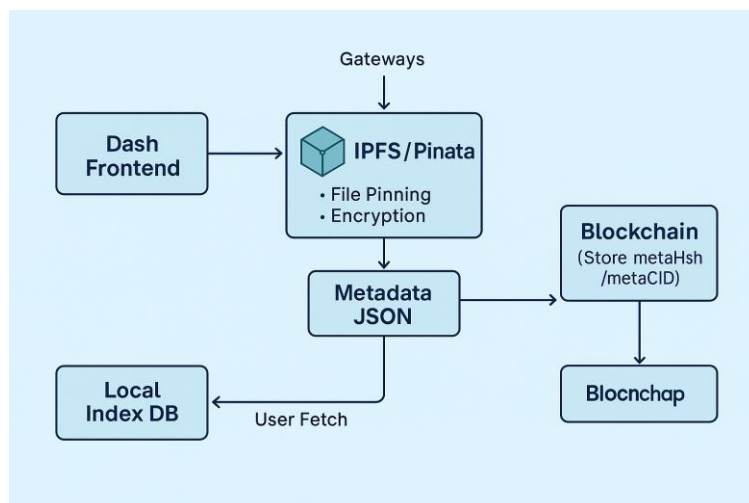 Gateways
Dash
Frontend
IPFS/Pinata
• File Pinning
• Encryption
Blockchain
(Store metaHsh
/metaCID)
Metadata
JSON
Local
Index DB
User Fetch
Blocnchap